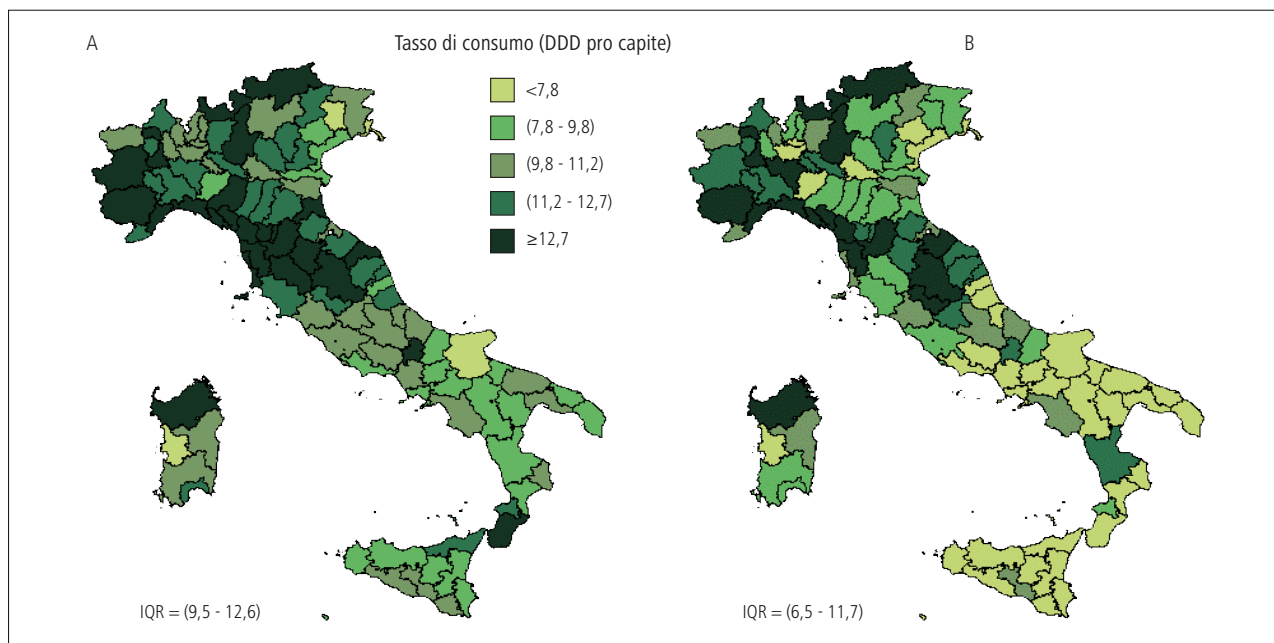 A
Tasso di consumo (DDD pro capite)
B
<7,8
(7,8 - 9,8)
(9,8 - 11,2)
(11,2 - 12,7)
≥12,7
IQR = (9,5 - 12,6)
IQR = (6,5 - 11,7)